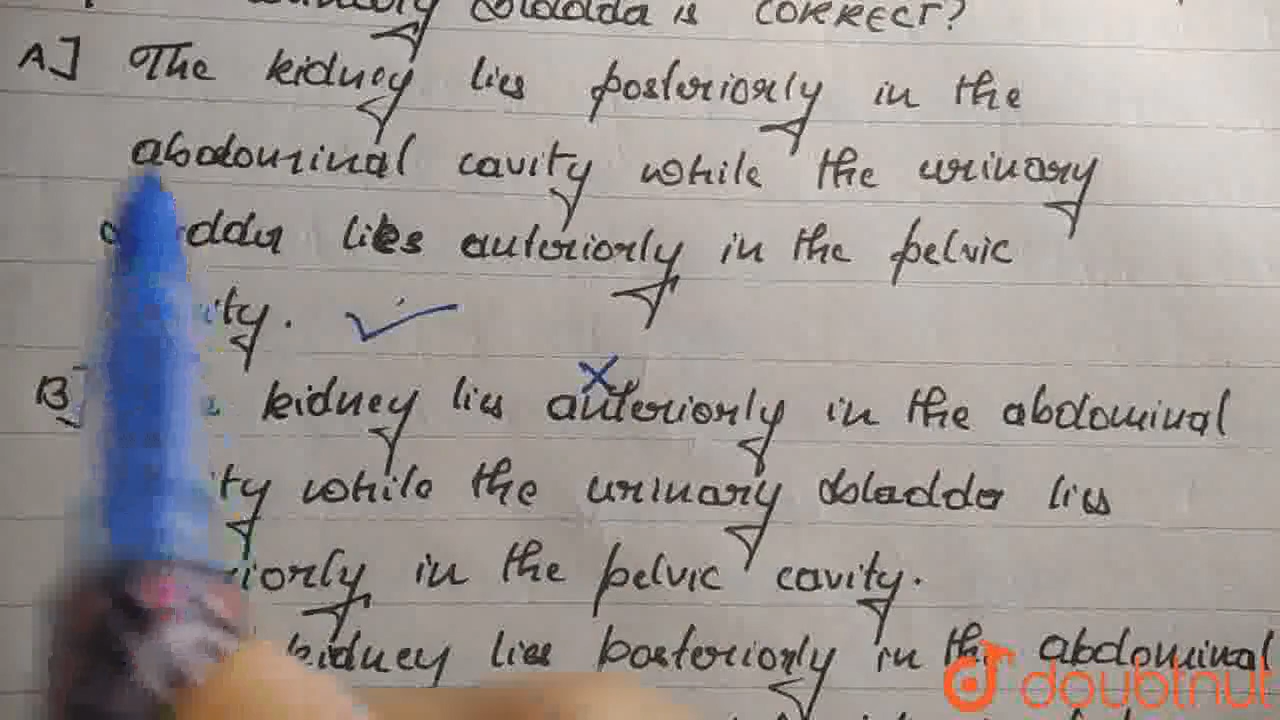 is CORRECT?
A] The kidney lies posteriorly in the
abdominal cavity while the urinary
lies anteriorly in the pelvic
B] kidney lies anteriorly in the abdominal
while the urinary bladder lies
in the pelvic cavity.
kidney lies posteriorly in the abdominal
doubtnut